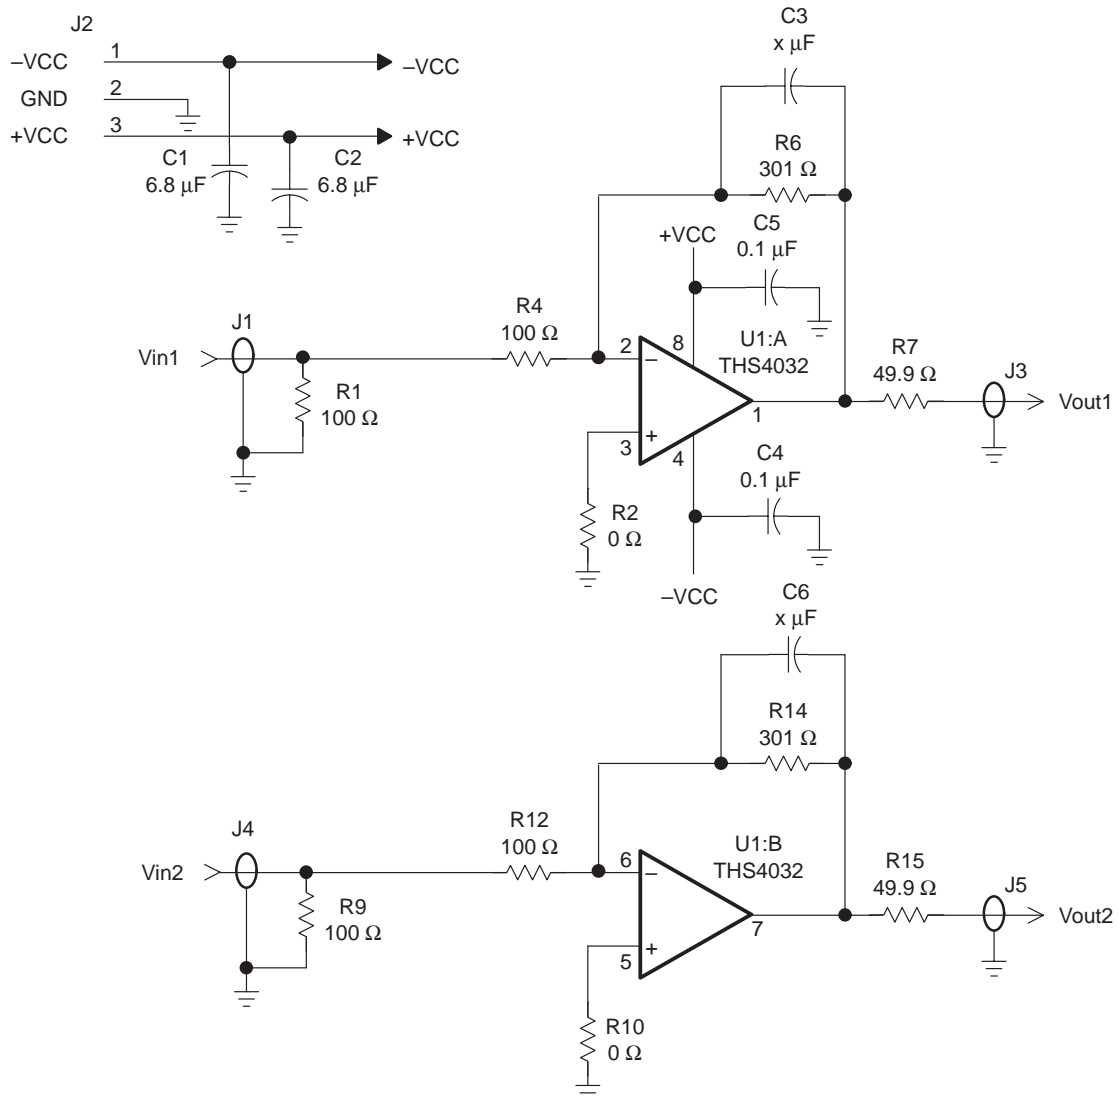 J2
–VCC 1 –VCC
GND 2
+VCC 3 +VCC
C1
6.8 µF
C2
6.8 µF
C3
x µF
R6
301 Ω
C5
0.1 µF
+VCC
J1
Vin1
R1
100 Ω
R4
100 Ω
2 – 8
U1:A
THS4032
3 + 4
1
R7
49.9 Ω
J3
Vout1
R2
0 Ω
C4
0.1 µF
–VCC
C6
x µF
R14
301 Ω
J4
Vin2
R9
100 Ω
R12
100 Ω
6 –
U1:B
THS4032
5 +
7
R15
49.9 Ω
J5
Vout2
R10
0 Ω